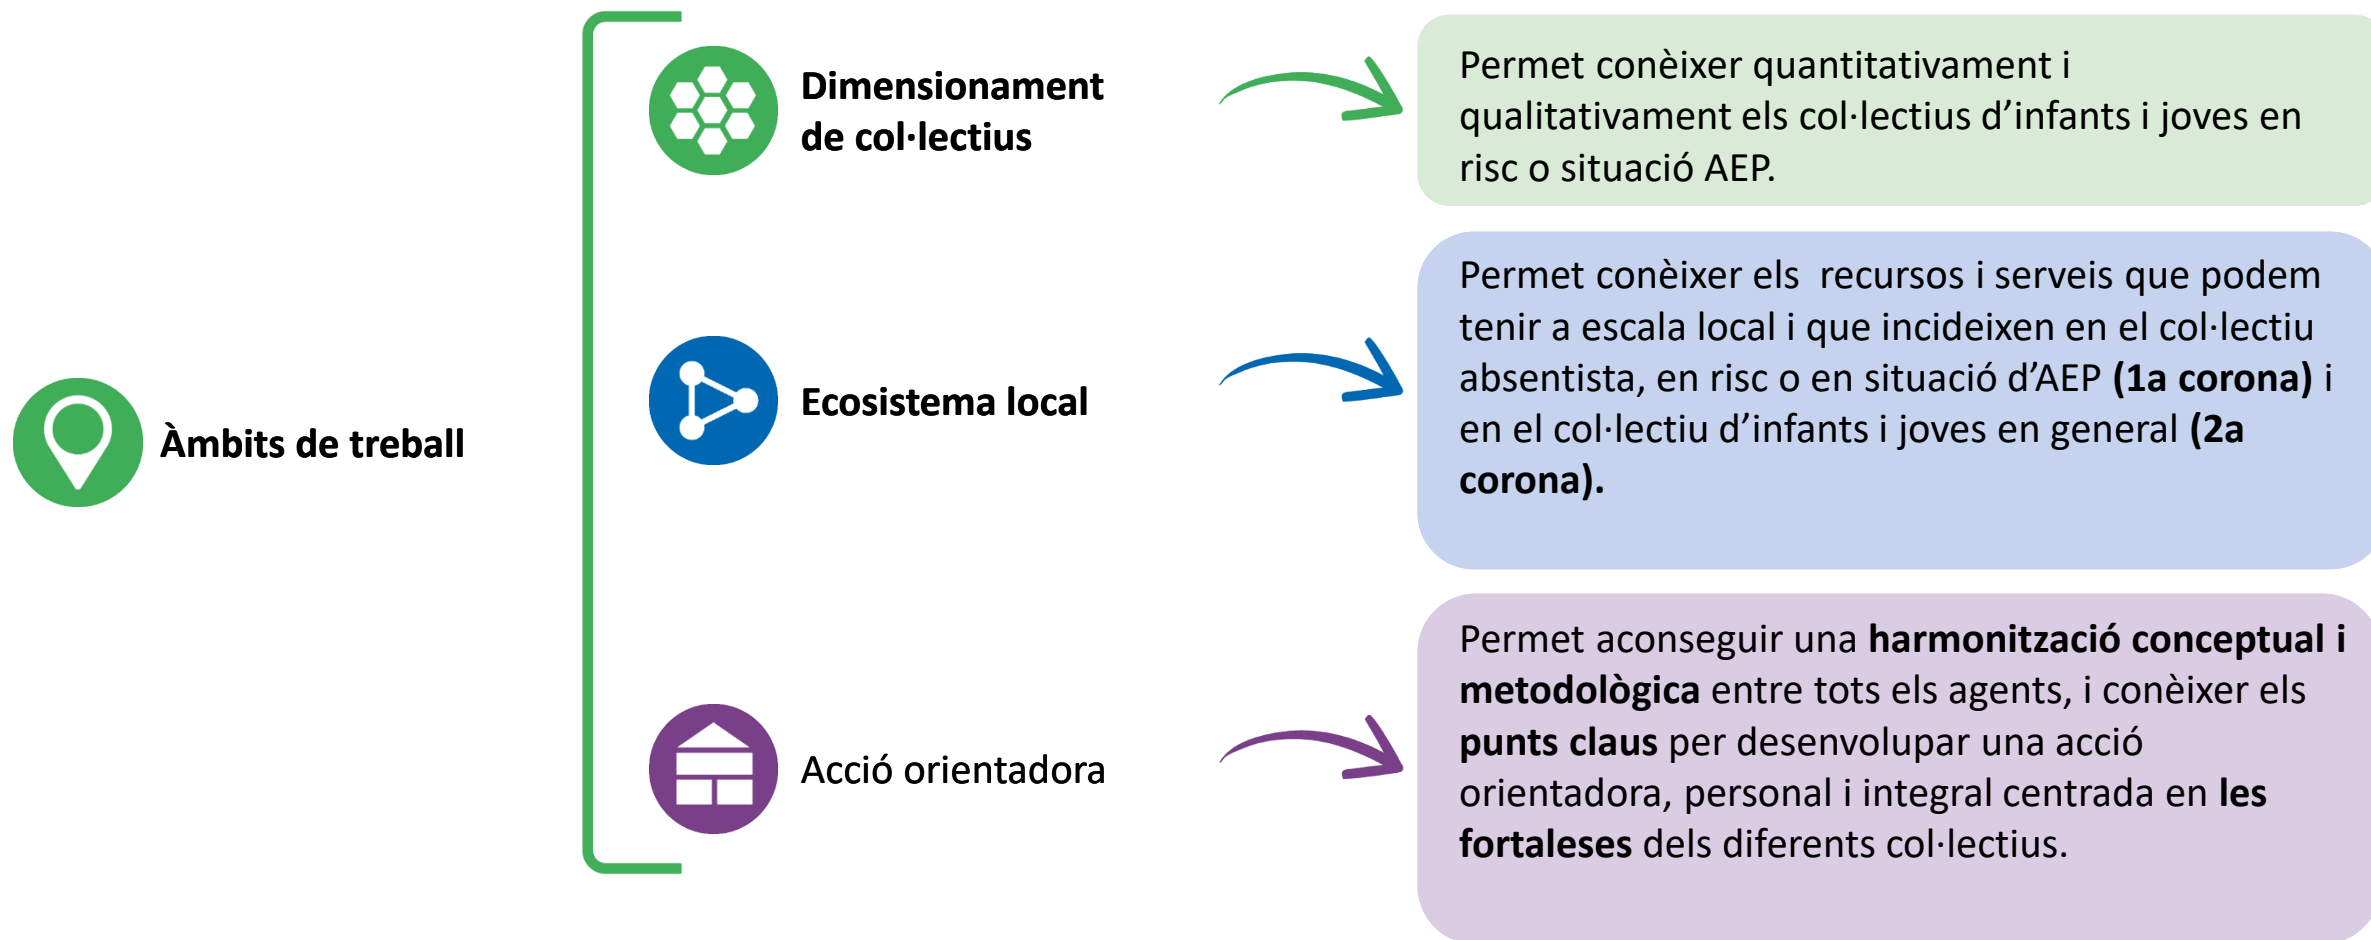 Àmbits de treball
Dimensionament
de col·lectius
Permet conèixer quantitativament i
qualitativament els col·lectius d’infants i joves en
risc o situació AEP.
Ecosistema local
Permet conèixer els  recursos i serveis que podem
tenir a escala local i que incideixen en el col·lectiu
absentista, en risc o en situació d’AEP (1a corona) i
en el col·lectiu d’infants i joves en general (2a
corona).
Acció orientadora
Permet aconseguir una harmonització conceptual i
metodològica entre tots els agents, i conèixer els
punts claus per desenvolupar una acció
orientadora, personal i integral centrada en les
fortaleses dels diferents col·lectius.